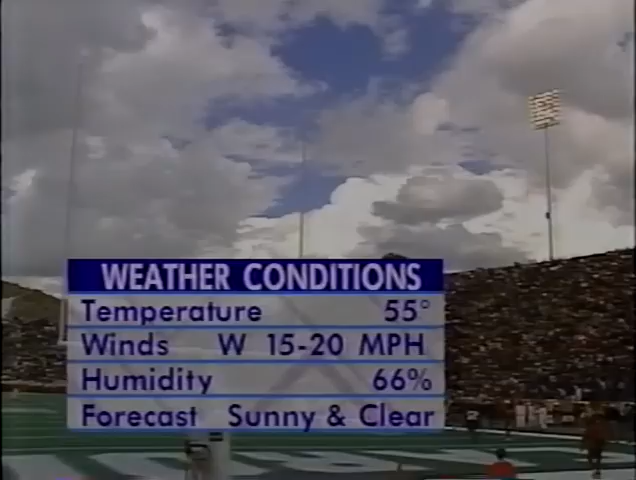 WEATHER CONDITIONS
Temperature 55°
Winds W 15-20 MPH
Humidity 66%
Forecast Sunny & Clear